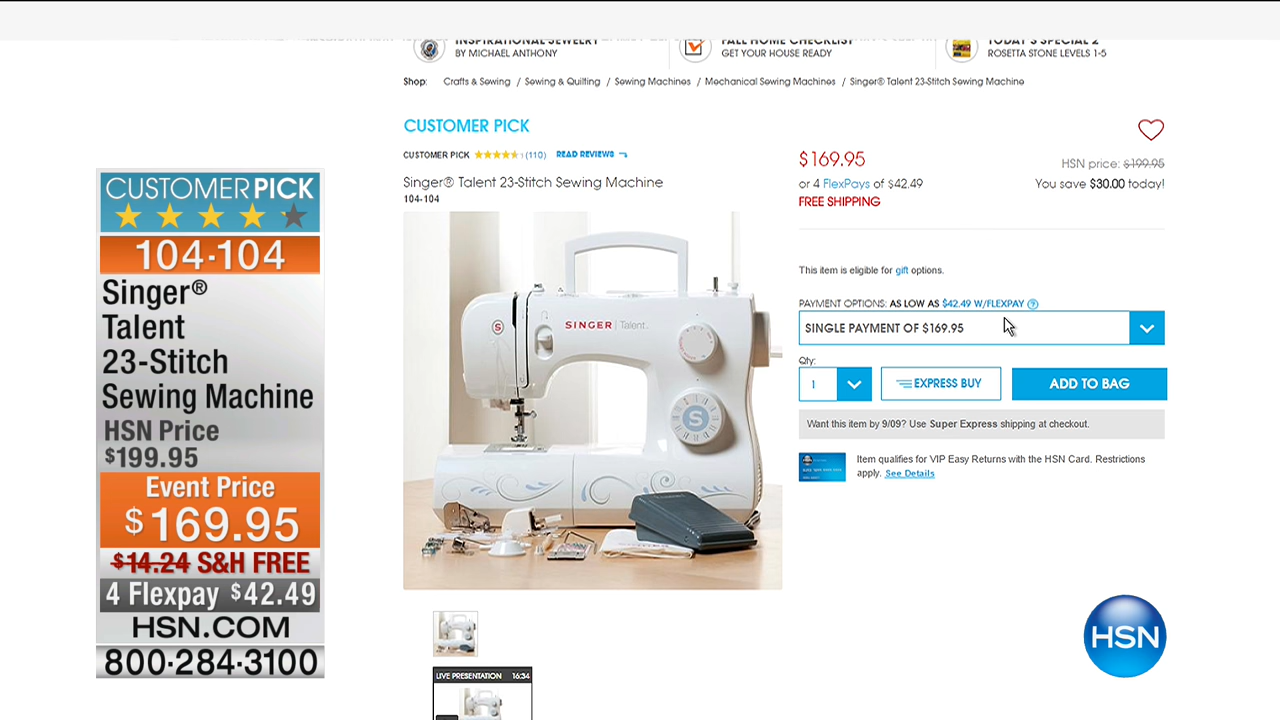 INSPIRATIONAL JEWELRY
BY MICHAEL ANTHONY
FALL HOME CHECKLIST
GET YOUR HOUSE READY
TODAY'S SPECIAL 2
ROSETTA STONE LEVELS 1-5
Shop: Crafts & Sewing / Sewing & Quilting / Sewing Machines / Mechanical Sewing Machines / Singer® Talent 23-Stitch Sewing Machine
CUSTOMER PICK
104-104
Singer®
Talent
23-Stitch
Sewing Machine
HSN Price
$199.95
Event Price
$169.95
$14.24 S&H FREE
4 Flexpay $42.49
HSN.COM
800-284-3100
CUSTOMER PICK
CUSTOMER PICK (110) READ REVIEWS
Singer® Talent 23-Stitch Sewing Machine
104-104
S SINGER | Talent.
S
LIVE PRESENTATION 16:34
$169.95
HSN price: $199.95
or 4 FlexPays of $42.49
You save $30.00 today!
FREE SHIPPING
This item is eligible for gift options.
PAYMENT OPTIONS: AS LOW AS $42.49 W/FLEXPAY ?
SINGLE PAYMENT OF $169.95
Qty:
1
EXPRESS BUY
ADD TO BAG
Want this item by 9/09? Use Super Express shipping at checkout.
Item qualifies for VIP Easy Returns with the HSN Card. Restrictions
apply. See Details
HSN